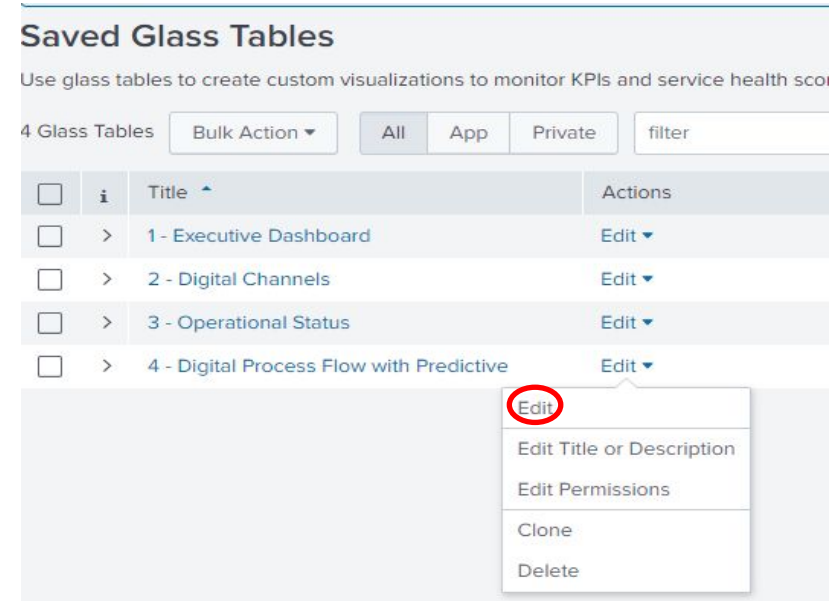 Saved Glass Tables
Use glass tables to create custom visualizations to monitor KPIs and service health scor
4 Glass Tables Bulk Action All App Private filter
i Title Actions
1 - Executive Dashboard Edit
2 - Digital Channels Edit
3 - Operational Status Edit
4 - Digital Process Flow with Predictive Edit
Edit
Edit Title or Description
Edit Permissions
Clone
Delete